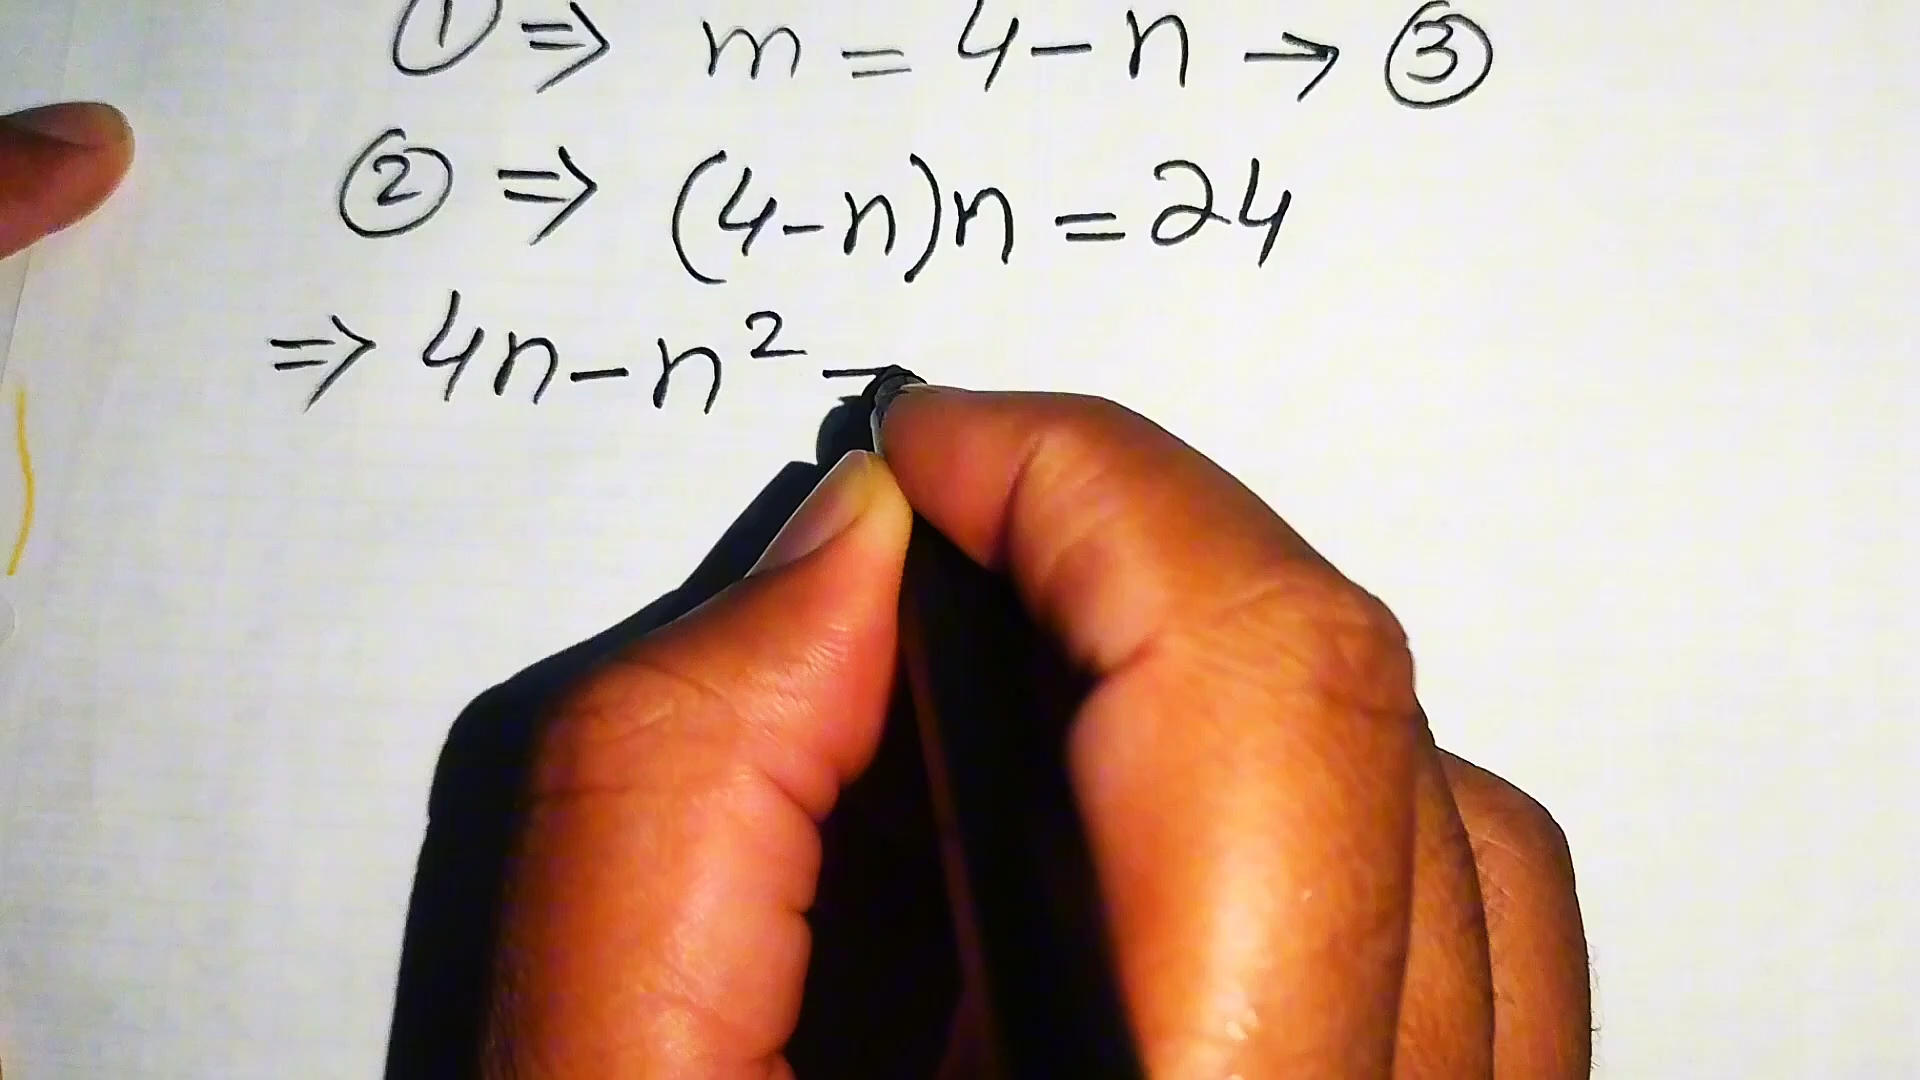 ① ⇒ m = 4 - n → ③
② ⇒ (4-n)n = 24
⇒ 4n - n² -